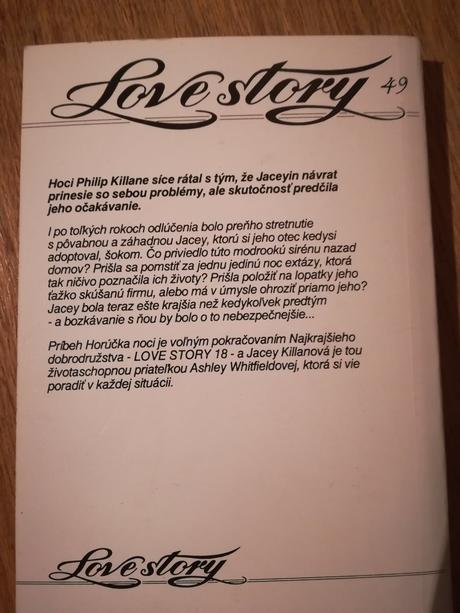 Love story 49
Hoci Philip Killane síce rátal s tým, že Jaceyin návrat
prinesie so sebou problémy, ale skutočnosť predčila
jeho očakávanie.
I po toľkých rokoch odlúčenia bolo preňho stretnutie
s pôvabnou a záhadnou Jacey, ktorú si jeho otec kedysi
adoptoval, šokom. Čo priviedlo túto modrookú sirénu nazad
domov? Prišla sa pomstiť za jednu jedinú noc extázy, ktorá
tak ničivo poznačila ich životy? Prišla položiť na lopatky jeho
ťažko skúšanú firmu, alebo má v úmysle ohroziť priamo jeho?
Jacey bola teraz ešte krajšia než kedykoľvek predtým
- a bozkávanie s ňou by bolo o to nebezpečnejšie...
Príbeh Horúčka noci je voľným pokračovaním Najkrajšieho
dobrodružstva - LOVE STORY 18 - a Jacey Killanová je tou
životaschopnou priateľkou Ashley Whitfieldovej, ktorá si vie
poradiť v každej situácii.
Love story